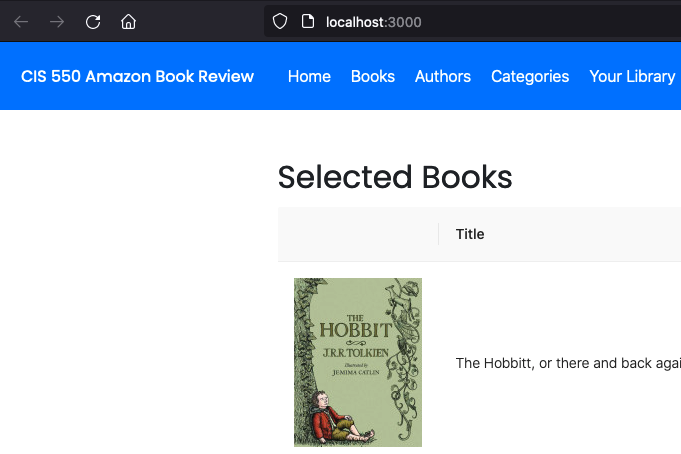 localhost:3000
CIS 550 Amazon Book Review Home Books Authors Categories Your Library
Selected Books
Title
THE
HOBBIT
J.R.R. TOLKIEN
Illustrated by
JEMIMA CATLIN
The Hobbitt, or there and back agai